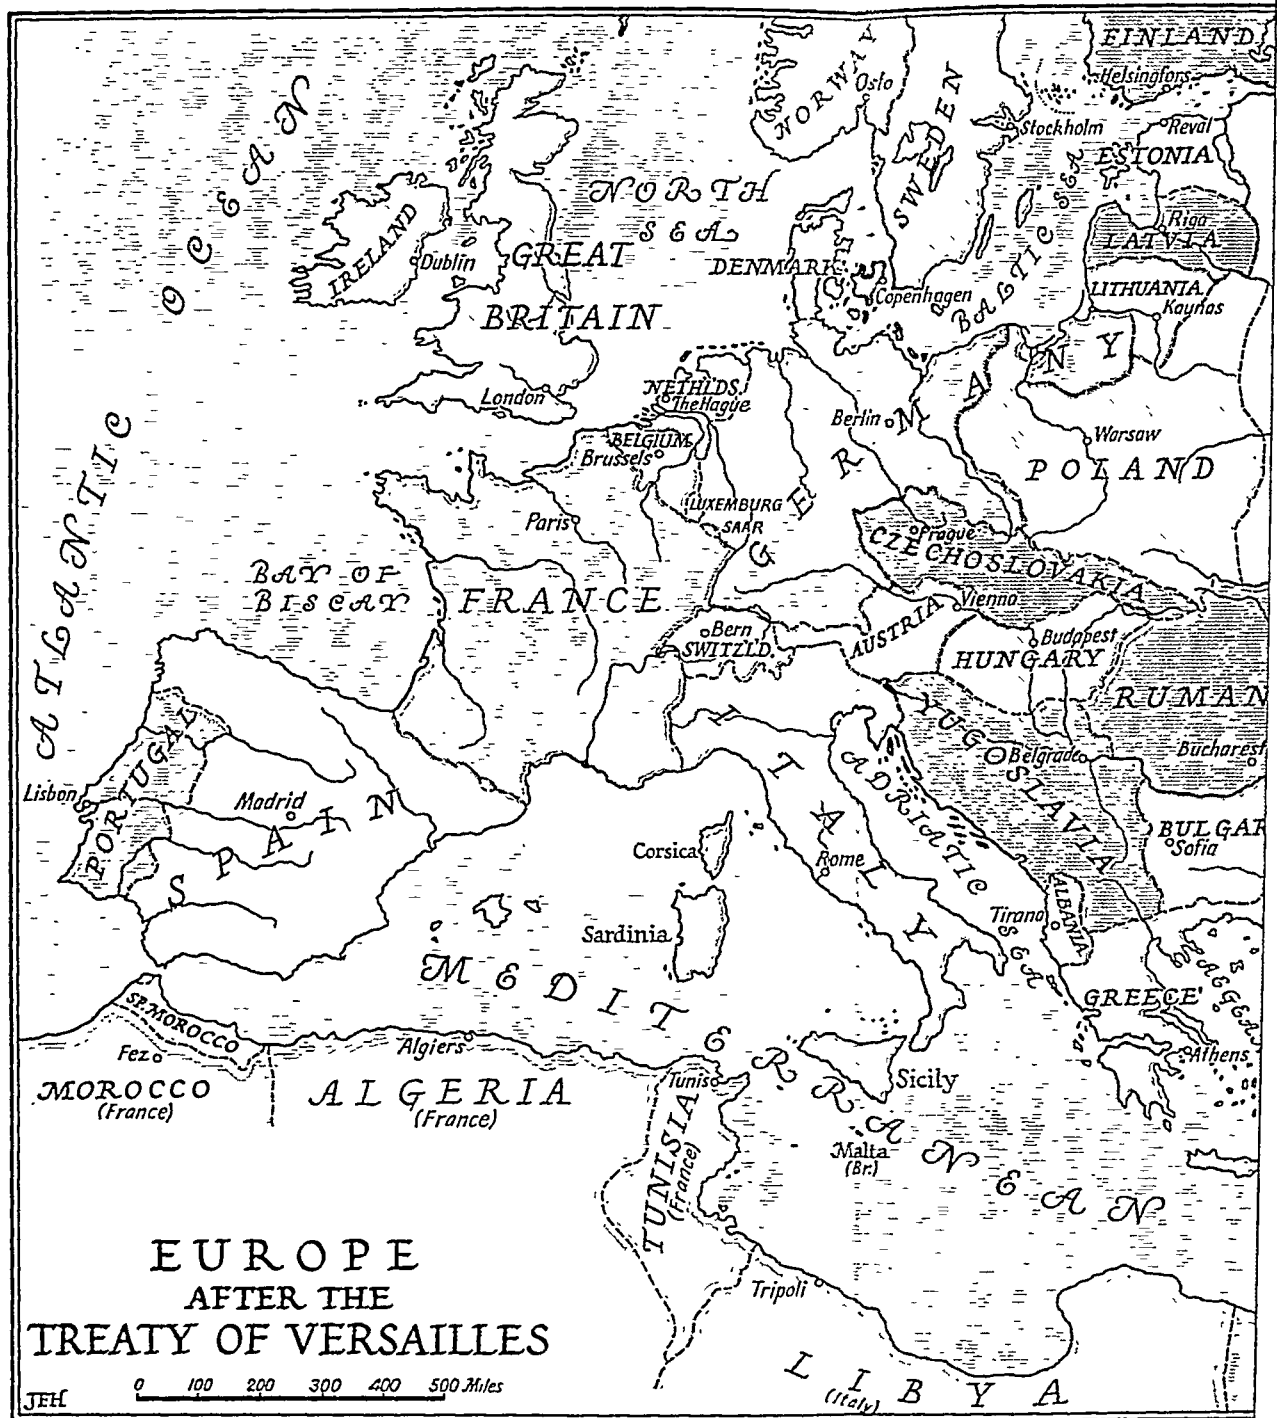 FINLAND
Helsingfors
NORWAY
Oslo
SWEDEN
Stockholm
Reval
ESTONIA
BALTIC SEA
Riga
LATVIA
LITHUANIA
Kaunas
ATLANTIC OCEAN
NORTH
SEA
IRELAND
Dublin
GREAT
BRITAIN
London
DENMARK
Copenhagen
NETHLDS.
The Hague
BELGIUM
Brussels
LUXEMBURG
SAAR
GERMANY
Berlin
Warsaw
POLAND
Paris
FRANCE
BAY OF
BISCAY
Prague
CZECHOSLOVAKIA
Vienna
AUSTRIA
Bern
SWITZLD.
Budapest
HUNGARY
RUMAN
Bucharest
YUGOSLAVIA
Belgrade
BULGAR
Sofia
PORTUGAL
Lisbon
SPAIN
Madrid
ITALY
Rome
ADRIATIC SEA
Corsica
Sardinia
Tirana
ALBANIA
GREECE
AEGEA
Athens
MEDITERRANEAN
Sicily
Malta
(Br.)
SP. MOROCCO
Fez
MOROCCO
(France)
Algiers
ALGERIA
(France)
Tunis
TUNISIA
(France)
Tripoli
LIBYA
(Italy)
EUROPE
AFTER THE
TREATY OF VERSAILLES
0 100 200 300 400 500 Miles
JEH